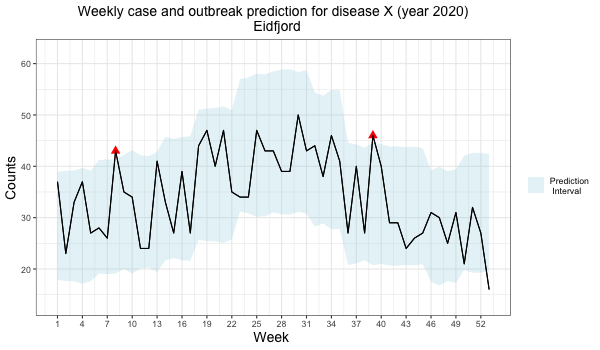 Weekly case and outbreak prediction for disease X (year 2020)
Eidfjord
Counts
60
50
40
30
20
1 4 7 10 13 16 19 22 25 28 31 34 37 40 43 46 49 52
Week
Prediction
Interval